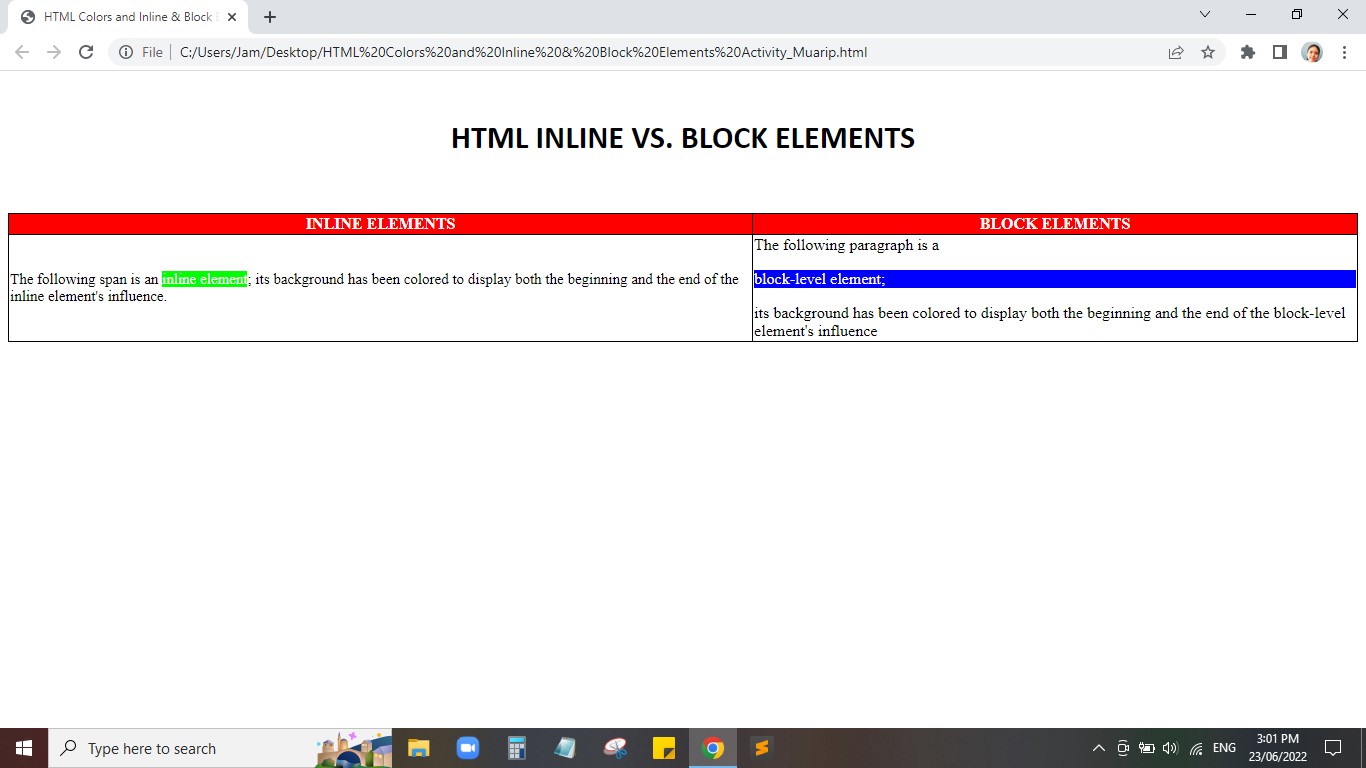 HTML Colors and Inline & Block
File
C:/Users/Jam/Desktop/HTML%20Colors%20and%20Inline%20&%20Block%20Elements%20Activity_Muarip.html
HTML INLINE VS. BLOCK ELEMENTS
INLINE ELEMENTS
The following span is an inline element; its background has been colored to display both the beginning and the end of the
inline element's influence.
BLOCK ELEMENTS
The following paragraph is a
block-level element;
its background has been colored to display both the beginning and the end of the block-level
element's influence
Type here to search
ENG
3:01 PM
23/06/2022